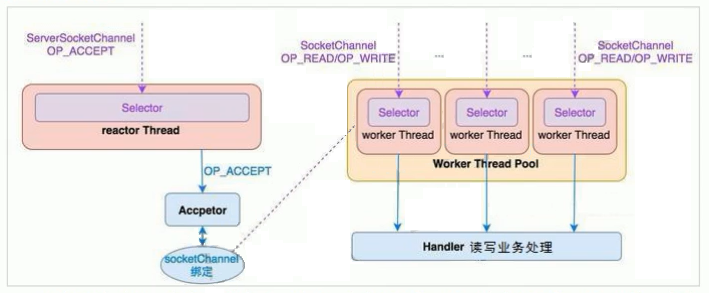 ServerSocketChannel
OP_ACCEPT
Selector
reactor Thread
OP_ACCEPT
Accpetor
socketChannel
绑定
SocketChannel
OP_READ/OP_WRITE
...
...
SocketChannel
OP_READ/OP_WRITE
Selector
worker Thread
Selector
worker Thread
Selector
worker Thread
Worker Thread Pool
Handler 读写业务处理